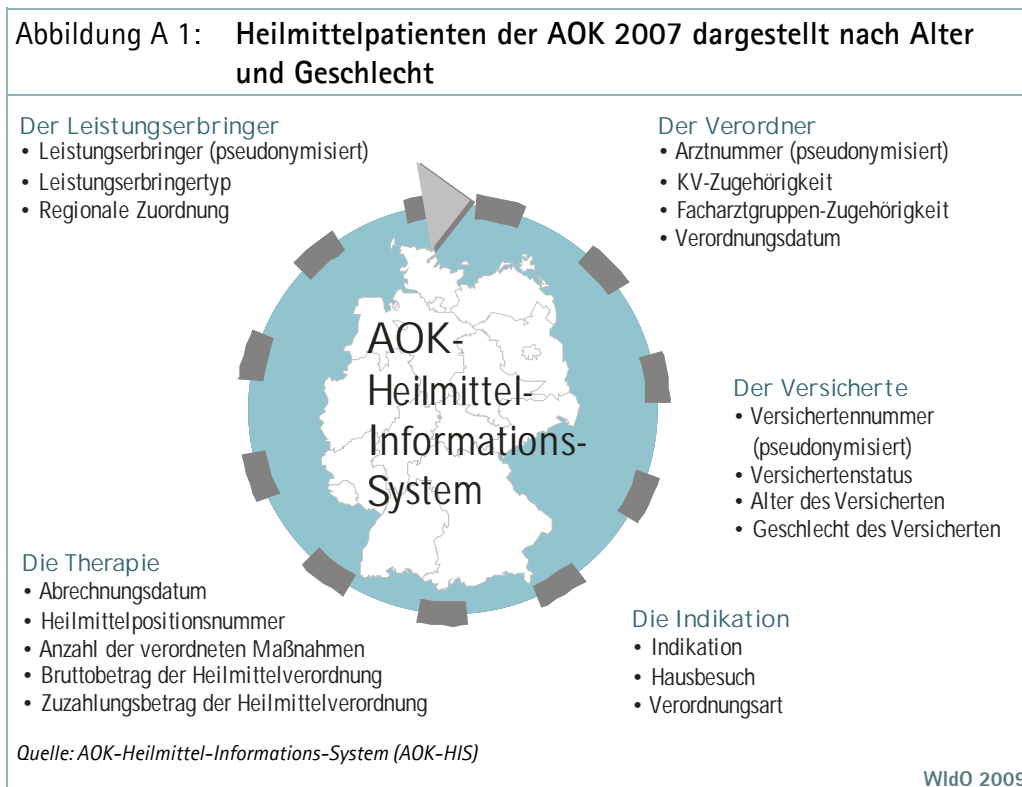 Abbildung A 1: Heilmittelpatienten der AOK 2007 dargestellt nach Alter
und Geschlecht
Der Leistungserbringer
• Leistungserbringer (pseudonymisiert)
• Leistungserbringertyp
• Regionale Zuordnung
Der Verordner
• Arztnummer (pseudonymisiert)
• KV-Zugehörigkeit
• Facharztgruppen-Zugehörigkeit
• Verordnungsdatum
AOK-
Heilmittel-
Informations-
System
Der Versicherte
• Versichertennummer
(pseudonymisiert)
• Versichertenstatus
• Alter des Versicherten
• Geschlecht des Versicherten
Die Therapie
• Abrechnungsdatum
• Heilmittelpositionsnummer
• Anzahl der verordneten Maßnahmen
• Bruttobetrag der Heilmittelverordnung
• Zuzahlungsbetrag der Heilmittelverordnung
Die Indikation
• Indikation
• Hausbesuch
• Verordnungsart
Quelle: AOK-Heilmittel-Informations-System (AOK-HIS)
WIdO 2009